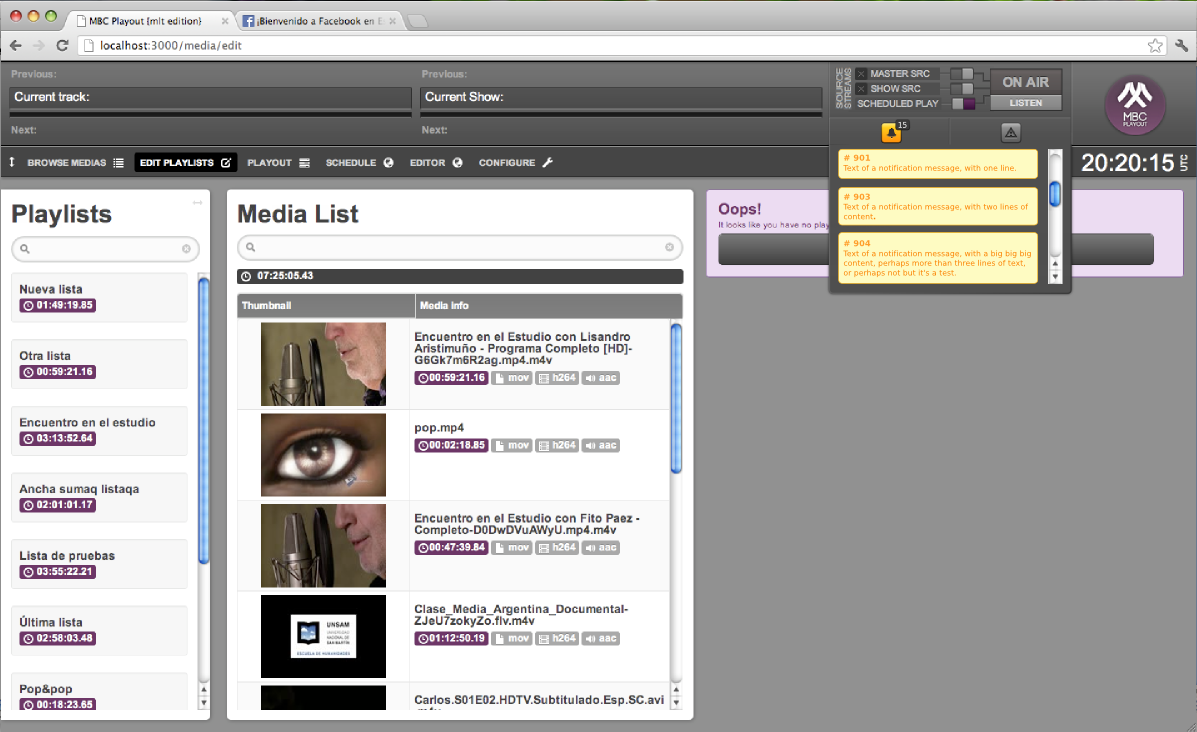 MBC Playout {mlt edition}
¡Bienvenido a Facebook en E
localhost:3000/media/edit
Previous:
Current track:
Next:
Previous:
Current Show:
Next:
SOURCE STREAMS
MASTER SRC
SHOW SRC
SCHEDULED PLAY
ON AIR
LISTEN
MBC
PLAYOUT
15
BROWSE MEDIAS
EDIT PLAYLISTS
PLAYOUT
SCHEDULE
EDITOR
CONFIGURE
20:20:15 UTC
# 901
Text of a notification message, with one line.
# 903
Text of a notification message, with two lines of
content.
# 904
Text of a notification message, with a big big big
content, perhaps more than three lines of text,
or perhaps not but it's a test.
Playlists
Nueva lista
01:49:19.85
Otra lista
00:59:21.16
Encuentro en el estudio
03:13:52.64
Ancha sumaq listaqa
02:01:01.17
Lista de pruebas
03:55:22.21
Última lista
02:58:03.48
Pop&pop
00:18:23.65
Media List
07:25:05.43
Thumbnail
Media info
Encuentro en el Estudio con Lisandro
Aristimuño - Programa Completo [HD]-
G6Gk7m6R2ag.mp4.m4v
00:59:21.16 mov h264 aac
pop.mp4
00:02:18.85 mov h264 aac
Encuentro en el Estudio con Fito Paez -
Completo-D0DwDVuAWyU.mp4.m4v
00:47:39.84 mov h264 aac
UNSAM
UNIVERSIDAD
NACIONAL DE
SAN MARTÍN
ESCUELA DE HUMANIDADES
Clase_Media_Argentina_Documental-
ZJeU7zokyZo.flv.m4v
01:12:50.19 mov h264 aac
Carlos.S01E02.HDTV.Subtitulado.Esp.SC.avi
.m4v
Oops!
It looks like you have no play